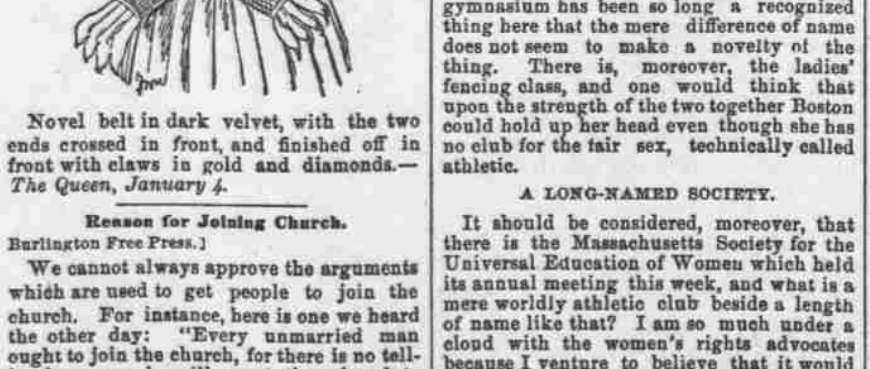 Novel belt in dark velvet, with the two
ends crossed in front, and finished off in
front with claws in gold and diamonds.—
The Queen, January 4.
Reason for Joining Church.
Burlington Free Press.]
We cannot always approve the arguments
which are used to get people to join the
church. For instance, here is one we heard
the other day: "Every unmarried man
ought to join the church, for there is no tell-
gymnasium has been so long a recognized
thing here that the mere difference of name
does not seem to make a novelty of the
thing. There is, moreover, the ladies'
fencing class, and one would think that
upon the strength of the two together Boston
could hold up her head even though she has
no club for the fair sex, technically called
athletic.
A LONG-NAMED SOCIETY.
It should be considered, moreover, that
there is the Massachusetts Society for the
Universal Education of Women which held
its annual meeting this week, and what is a
mere worldly athletic club beside a length
of name like that? I am so much under a
cloud with the women's rights advocates
because I venture to believe that it would